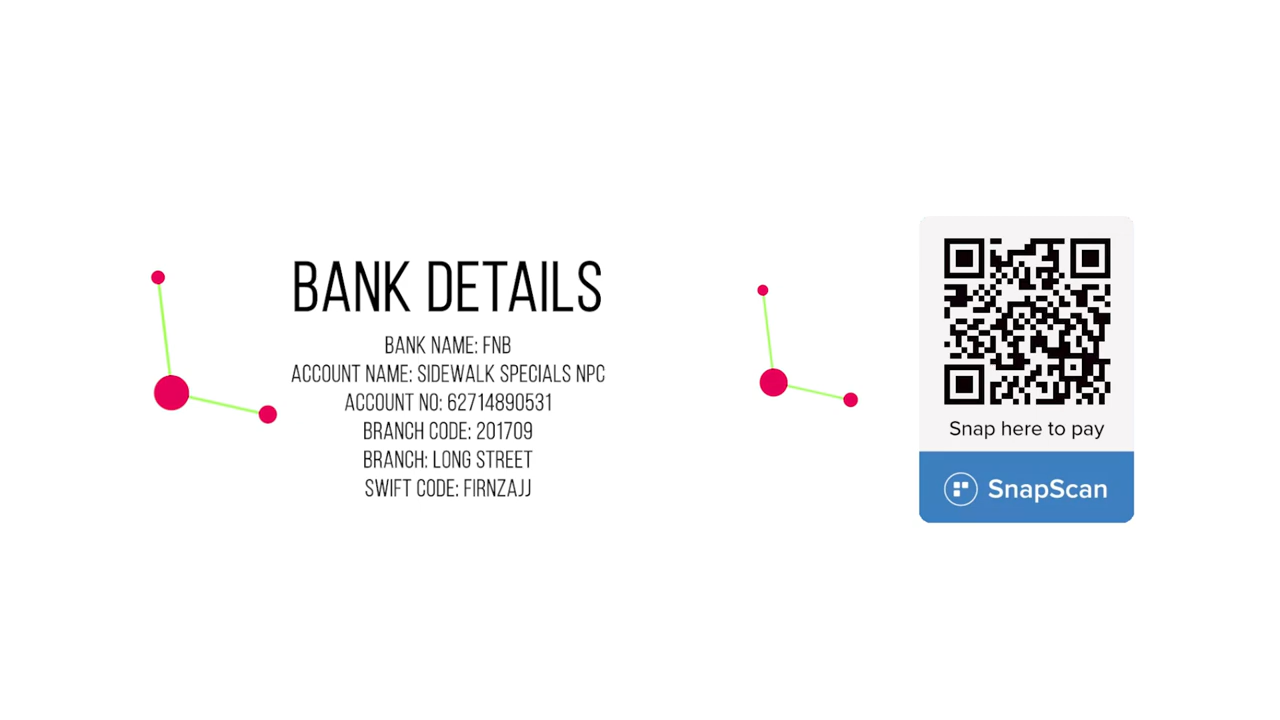 BANK DETAILS
BANK NAME: FNB
ACCOUNT NAME: SIDEWALK SPECIALS NPC
ACCOUNT NO: 62714890531
BRANCH CODE: 201709
BRANCH: LONG STREET
SWIFT CODE: FIRNZAJJ
Snap here to pay
SnapScan